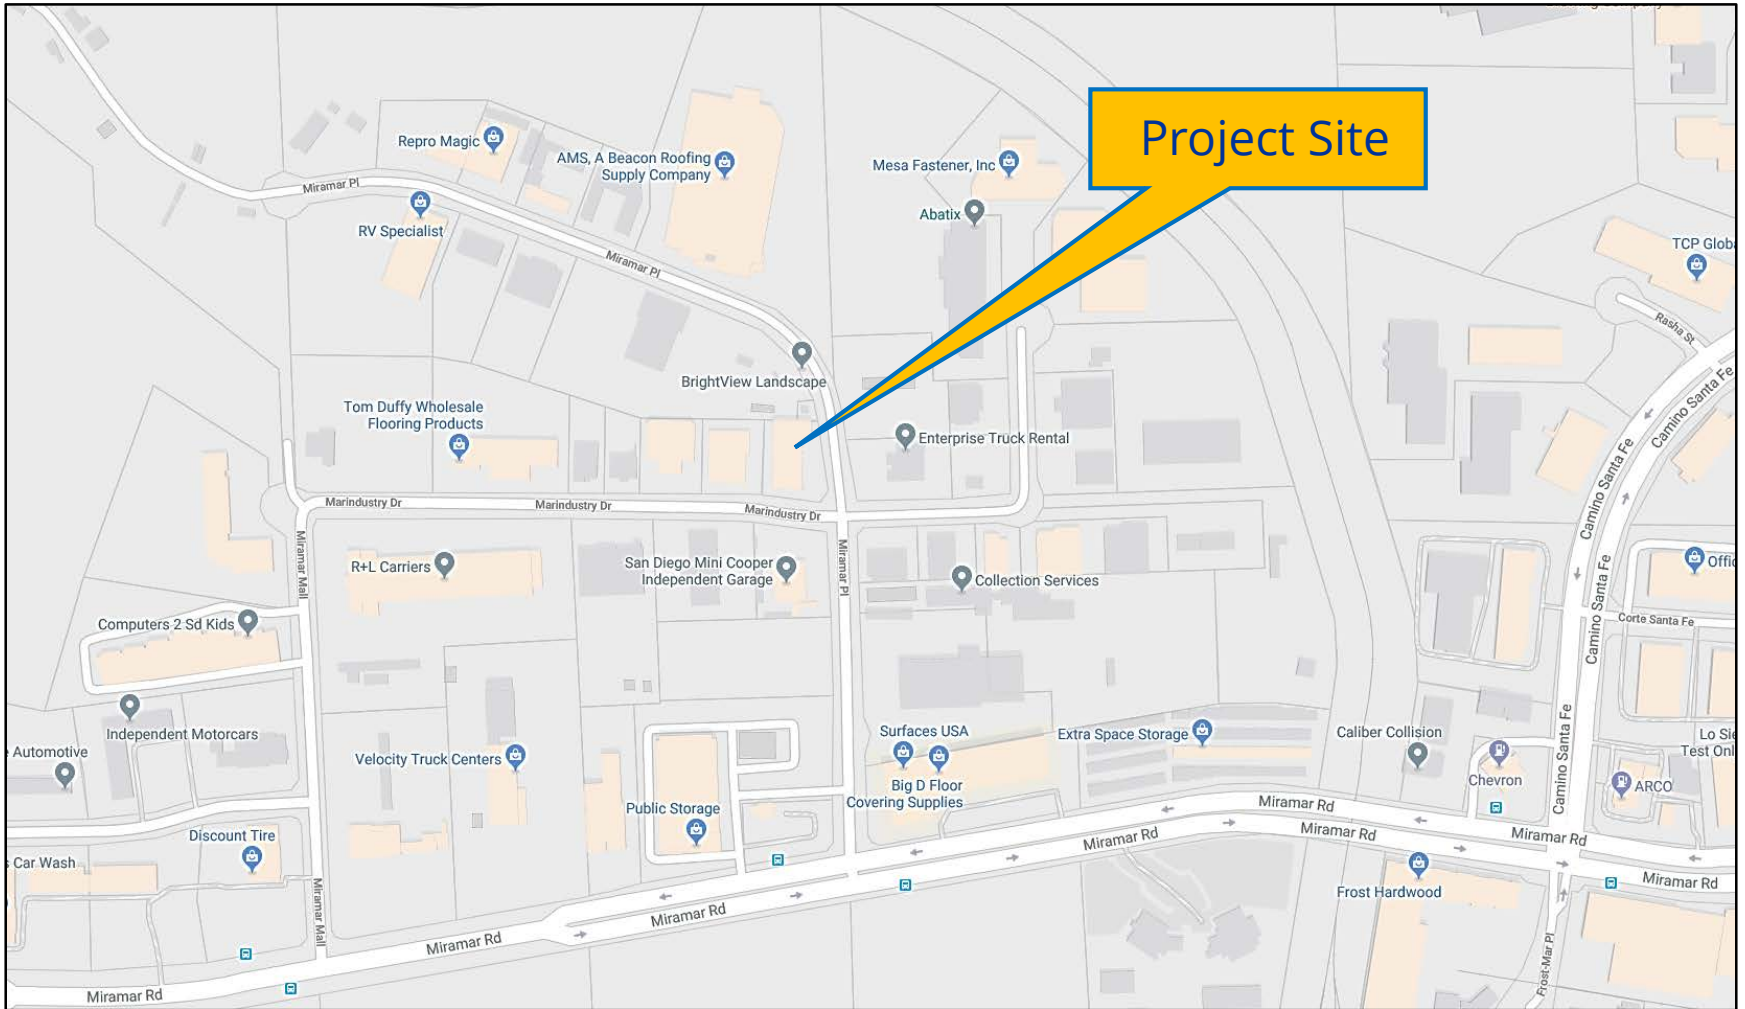 Project Site
Repro Magic
AMS, A Beacon Roofing
Supply Company
Mesa Fastener, Inc
Miramar Pl
Abatix
RV Specialist
TCP Globa
Miramar Pl
Rasha St
BrightView Landscape
Camino Santa Fe
Camino Santa Fe
Tom Duffy Wholesale
Flooring Products
Enterprise Truck Rental
Marindustry Dr
Marindustry Dr
Marindustry Dr
Miramar Mall
Miramar Pl
R+L Carriers
San Diego Mini Cooper
Independent Garage
Collection Services
Offic
Camino Santa Fe
Corte Santa Fe
Computers 2 Sd Kids
Independent Motorcars
Automotive
Velocity Truck Centers
Surfaces USA
Big D Floor
Covering Supplies
Extra Space Storage
Caliber Collision
Chevron
Camino Santa Fe
Lo Sie
Test Onl
ARCO
Public Storage
Discount Tire
s Car Wash
Miramar Rd
Miramar Rd
Miramar Rd
Miramar Rd
Miramar Rd
Frost Hardwood
Miramar Mall
Miramar Rd
Miramar Rd
Miramar Rd
Frost-Mar Pl